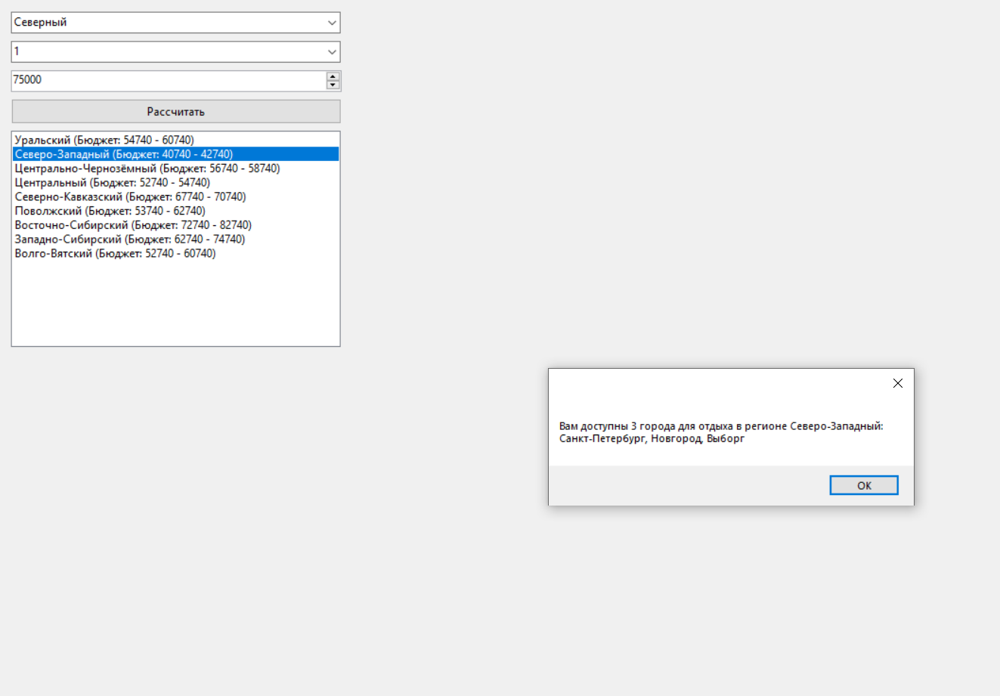 Северный
1
75000
Рассчитать
Уральский (Бюджет: 54740 - 60740)
Северо-Западный (Бюджет: 40740 - 42740)
Центрально-Чернозёмный (Бюджет: 56740 - 58740)
Центральный (Бюджет: 52740 - 54740)
Северно-Кавказский (Бюджет: 67740 - 70740)
Поволжский (Бюджет: 53740 - 62740)
Восточно-Сибирский (Бюджет: 72740 - 82740)
Западно-Сибирский (Бюджет: 62740 - 74740)
Волго-Вятский (Бюджет: 52740 - 60740)
Вам доступны 3 города для отдыха в регионе Северо-Западный:
Санкт-Петербург, Новгород, Выборг
ОК